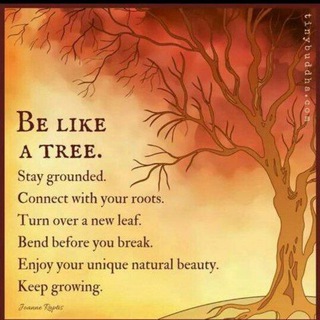 BE LIKE
A TREE.
Stay grounded.
Connect with your roots.
Turn over a new leaf.
Bend before you break.
Enjoy your unique natural beauty.
Keep growing.
Joanne Raptis
tinybuddha.com